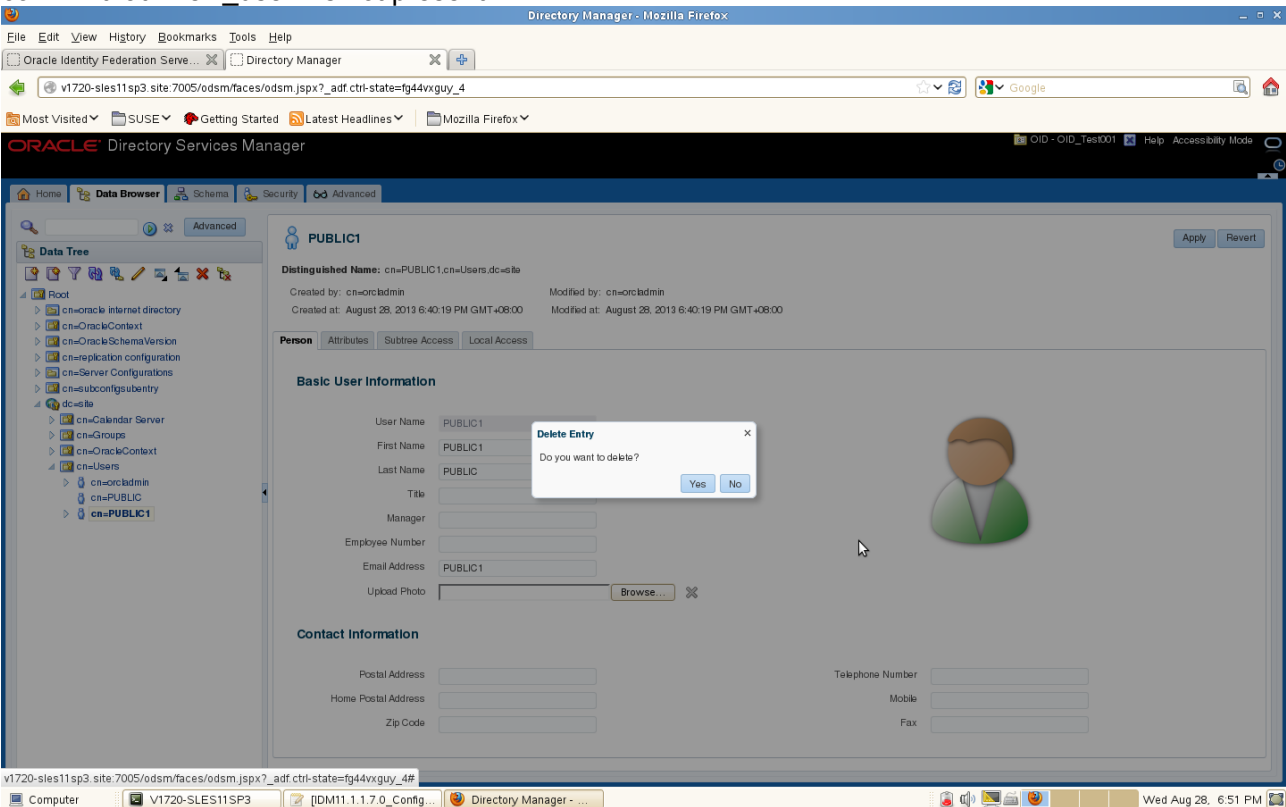 Directory Manager - Mozilla Firefox
File Edit View History Bookmarks Tools Help
Oracle Identity Federation Serve... Directory Manager
v1720-sles11sp3.site:7005/odsm/faces/odsm.jspx?_adf.ctrl-state=fg44vxguy_4 Google
Most Visited SUSE Getting Started Latest Headlines Mozilla Firefox
ORACLE Directory Services Manager OID - OID_Test001 Help Accessibility Mode
Home Data Browser Schema Security Advanced
Advanced
Data Tree
Root
cn=oracle internet directory
cn=OracleContext
cn=OracleSchemaVersion
cn=replication configuration
cn=Server Configurations
cn=subconfigsubentry
dc=site
cn=Calendar Server
cn=Groups
cn=OracleContext
cn=Users
cn=orcladmin
cn=PUBLIC
cn=PUBLIC1
PUBLIC1 Apply Revert
Distinguished Name: cn=PUBLIC1,cn=Users,dc=site
Created by: cn=orcladmin Modified by: cn=orcladmin
Created at: August 28, 2013 6:40:19 PM GMT+08:00 Modified at: August 28, 2013 6:40:19 PM GMT+08:00
Person Attributes Subtree Access Local Access
Basic User Information
User Name PUBLIC1
First Name PUBLIC1
Last Name PUBLIC
Title
Manager
Employee Number
Email Address PUBLIC1
Upload Photo Browse...
Delete Entry
Do you want to delete?
Yes No
Contact Information
Postal Address Telephone Number
Home Postal Address Mobile
Zip Code Fax
v1720-sles11sp3.site:7005/odsm/faces/odsm.jspx?_adf.ctrl-state=fg44vxguy_4#
Computer V1720-SLES11SP3 [IDM11.1.1.7.0_Config... Directory Manager - ... Wed Aug 28, 6:51 PM